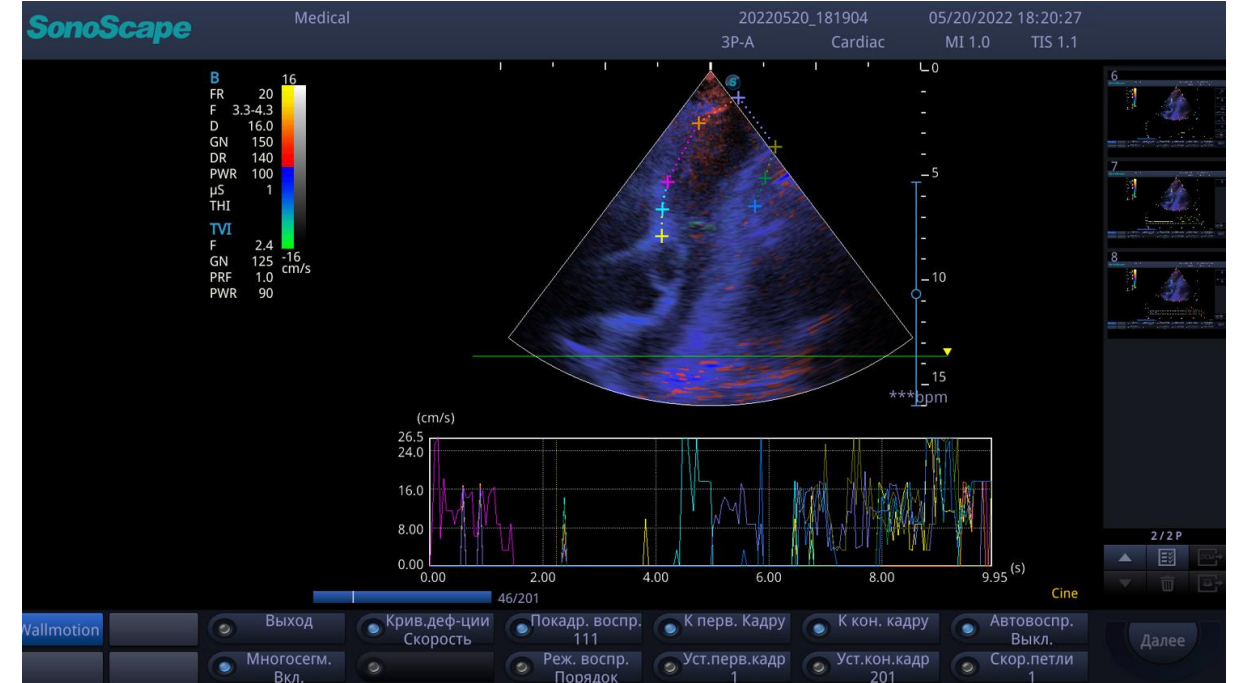 SonoScape
Medical
20220520_181904
05/20/2022 18:20:27
3P-A
Cardiac
MI 1.0
TIS 1.1
B
FR 20
F 3.3-4.3
D 16.0
GN 150
DR 140
PWR 100
µS 1
THI
TVI
F 2.4
GN 125
PRF 1.0
PWR 90
16
-16
cm/s
S
0
5
10
15
***bpm
6
7
8
(cm/s)
26.5
24.0
16.0
8.00
0.00
0.00 2.00 4.00 6.00 8.00 9.95 (s)
46/201
Cine
2/2 P
Wallmotion
Выход
Крив.деф-ции
Скорость
Покадр. воспр.
111
К перв. Кадру
К кон. кадру
Автовоспр.
Выкл.
Далее
Многосегм.
Вкл.
Реж. воспр.
Порядок
Уст.перв.кадр
1
Уст.кон.кадр
201
Скор.петли
1